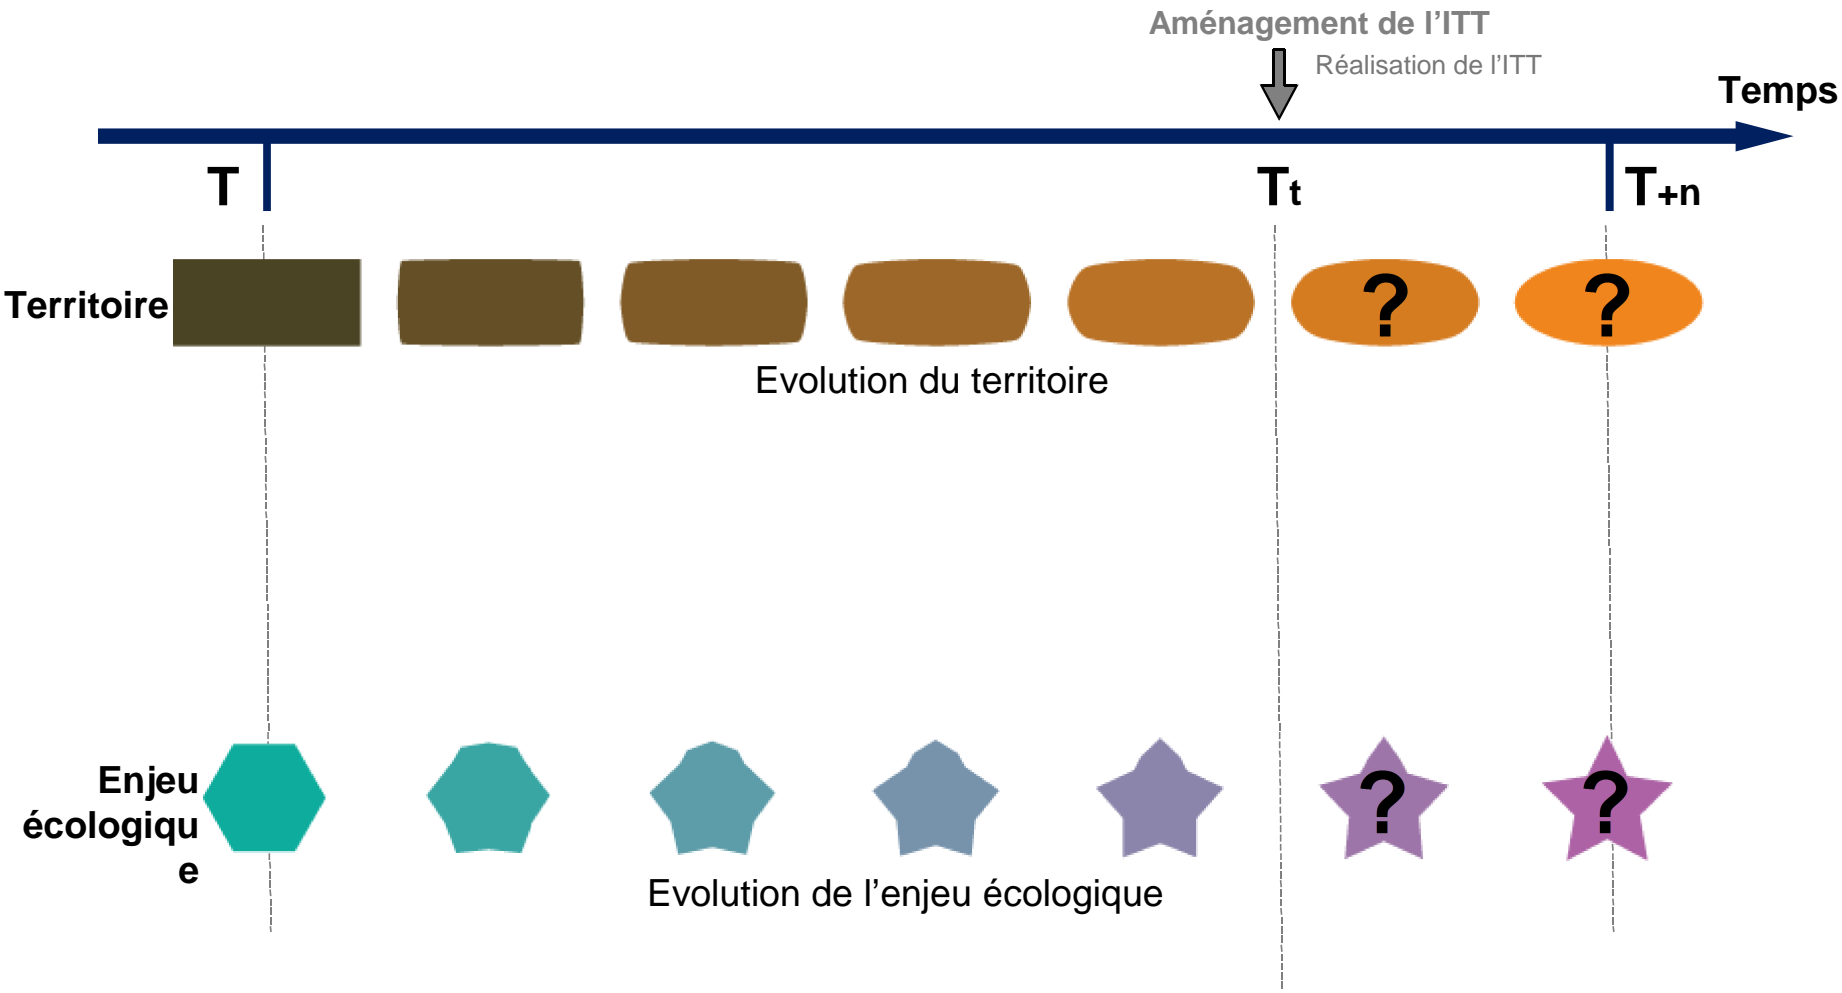 Aménagement de l’ITT
Réalisation de l’ITT
Temps
T
Tt
T+n
Territoire
?
?
Evolution du territoire
Enjeu
écologiqu
e
?
?
Evolution de l’enjeu écologique